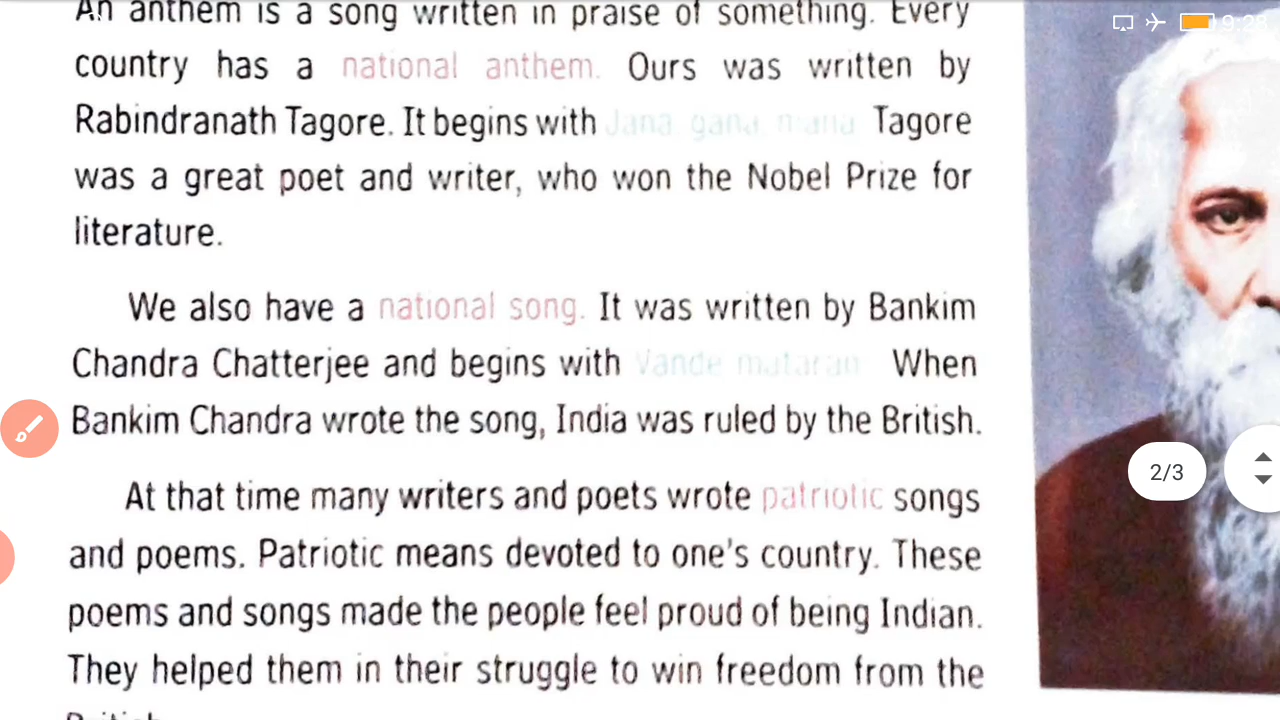 An anthem is a song written in praise of something. Every
9:28
country has a national anthem. Ours was written by
Rabindranath Tagore. It begins with Jana gana mana Tagore
was a great poet and writer, who won the Nobel Prize for
literature.
We also have a national song. It was written by Bankim
Chandra Chatterjee and begins with Vande mataram When
Bankim Chandra wrote the song, India was ruled by the British.
2/3
At that time many writers and poets wrote patriotic songs
and poems. Patriotic means devoted to one's country. These
poems and songs made the people feel proud of being Indian.
They helped them in their struggle to win freedom from the